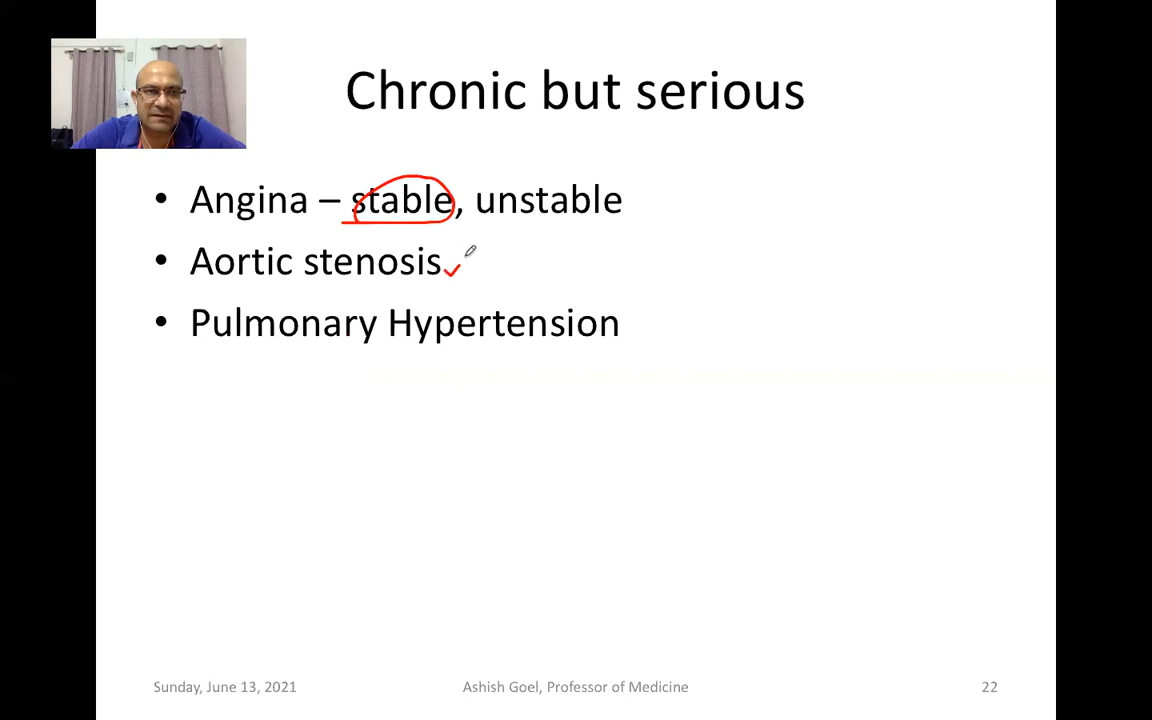 Chronic but serious
• Angina – stable, unstable
• Aortic stenosis
• Pulmonary Hypertension
Sunday, June 13, 2021 Ashish Goel, Professor of Medicine 22